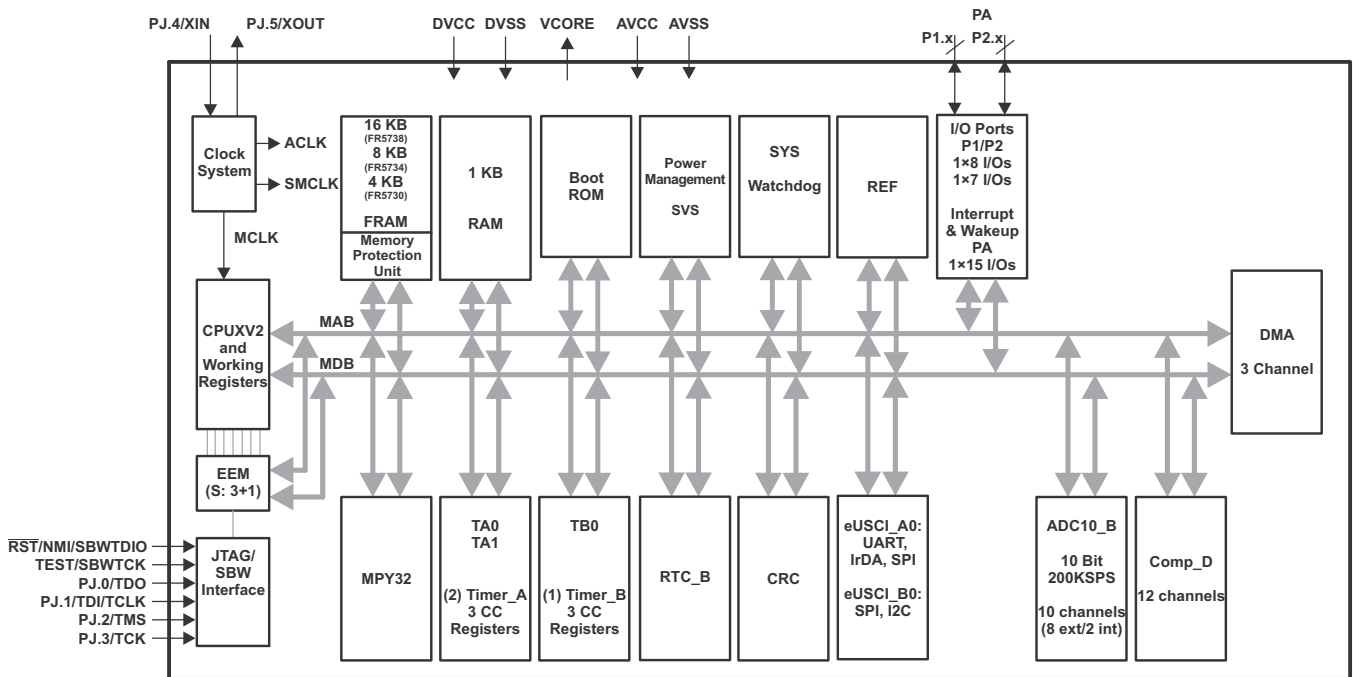 PJ.4/XIN
PJ.5/XOUT
DVCC
DVSS
VCORE
AVCC
AVSS
PA
P1.x
P2.x
Clock
System
ACLK
SMCLK
MCLK
16 KB
(FR5738)
8 KB
(FR5734)
4 KB
(FR5730)
FRAM
Memory
Protection
Unit
1 KB
RAM
Boot
ROM
Power
Management
SVS
SYS
Watchdog
REF
I/O Ports
P1/P2
1×8 I/Os
1×7 I/Os
Interrupt
& Wakeup
PA
1×15 I/Os
CPUXV2
and
Working
Registers
MAB
MDB
DMA
3 Channel
EEM
(S: 3+1)
RST/NMI/SBWTDIO
TEST/SBWTCK
PJ.0/TDO
PJ.1/TDI/TCLK
PJ.2/TMS
PJ.3/TCK
JTAG/
SBW
Interface
MPY32
TA0
TA1
(2) Timer_A
3 CC
Registers
TB0
(1) Timer_B
3 CC
Registers
RTC_B
CRC
eUSCI_A0:
UART,
IrDA, SPI
eUSCI_B0:
SPI, I2C
ADC10_B
10 Bit
200KSPS
10 channels
(8 ext/2 int)
Comp_D
12 channels